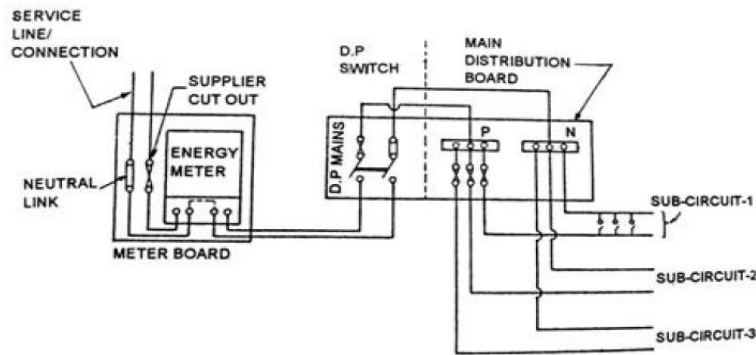 SERVICE
LINE/
CONNECTION
D.P
SWITCH
MAIN
DISTRIBUTION
BOARD
SUPPLIER
CUT OUT
ENERGY
METER
NEUTRAL
LINK
METER BOARD
D.P MAINS
P
N
SUB-CIRCUIT-1
SUB-CIRCUIT-2
SUB-CIRCUIT-3